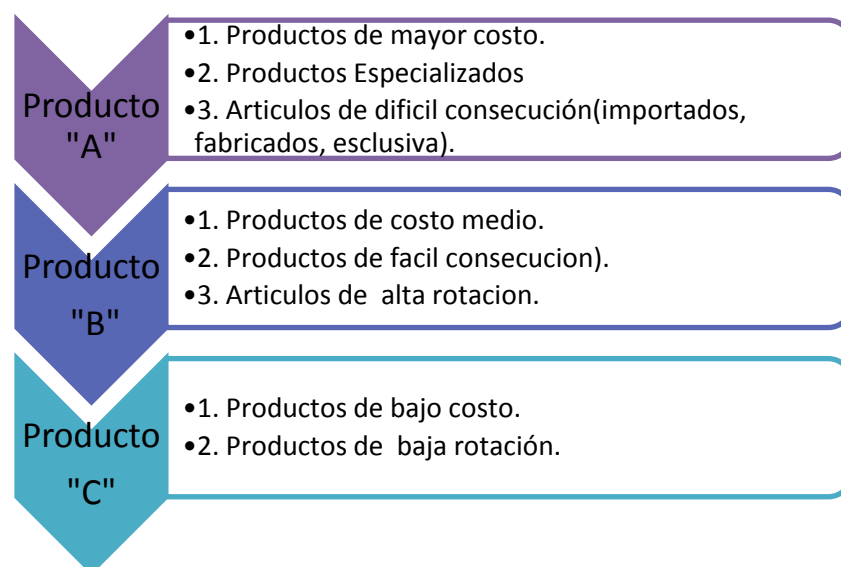 Producto
"A"
•1. Productos de mayor costo.
•2. Productos Especializados
•3. Articulos de dificil consecución(importados,
fabricados, esclusiva).
Producto
"B"
•1. Productos de costo medio.
•2. Productos de facil consecucion).
•3. Articulos de  alta rotacion.
Producto
"C"
•1. Productos de bajo costo.
•2. Productos de  baja rotación.